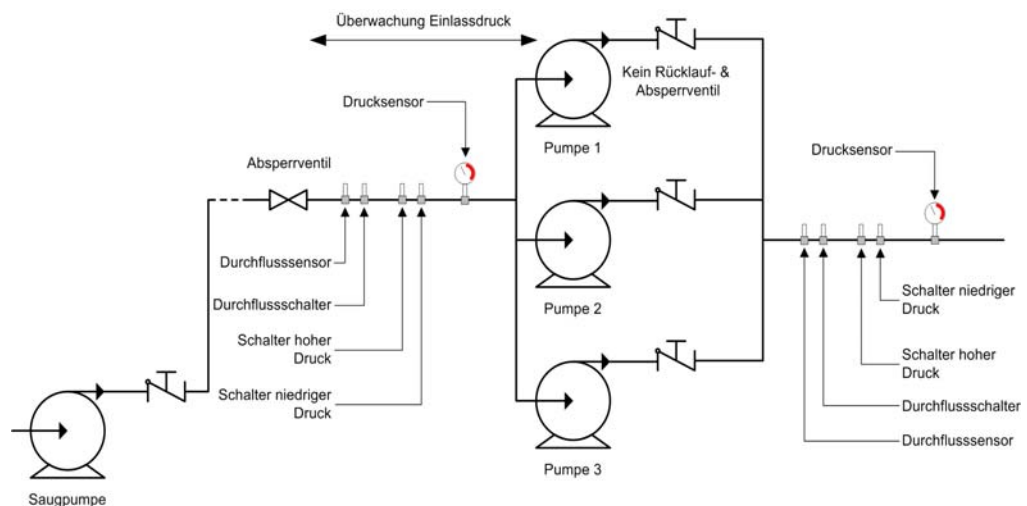 Überwachung Einlassdruck
Kein Rücklauf- &
Absperrventil
Drucksensor
Pumpe 1
Drucksensor
Absperrventil
Durchflusssensor
Durchflussschalter
Pumpe 2
Schalter niedriger
Druck
Schalter hoher
Druck
Schalter hoher
Druck
Schalter niedriger
Druck
Durchflussschalter
Durchflusssensor
Pumpe 3
Saugpumpe